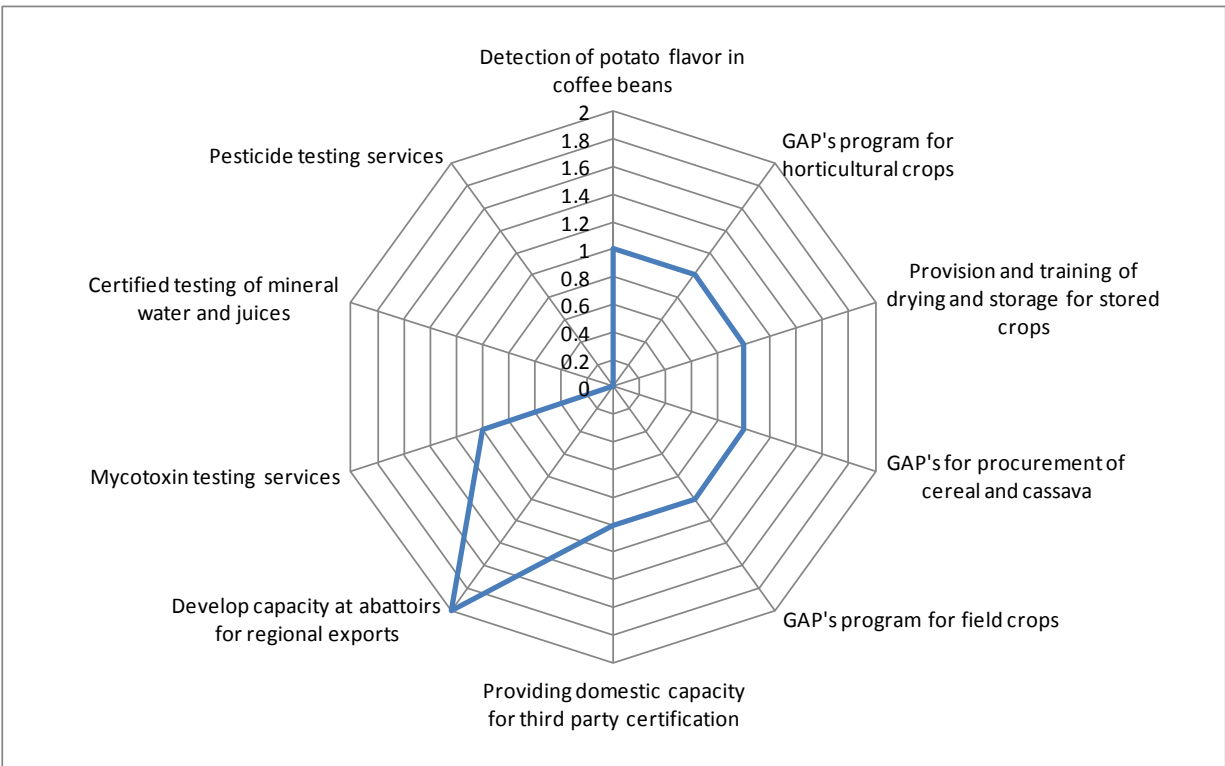 Detection of potato flavor in
coffee beans
2
1.8
1.6
1.4
1.2
1
0.8
0.6
0.4
0.2
0
GAP's program for
horticultural crops
Provision and training of
drying and storage for stored
crops
GAP's for procurement of
cereal and cassava
GAP's program for field crops
Providing domestic capacity
for third party certification
Develop capacity at abattoirs
for regional exports
Mycotoxin testing services
Certified testing of mineral
water and juices
Pesticide testing services